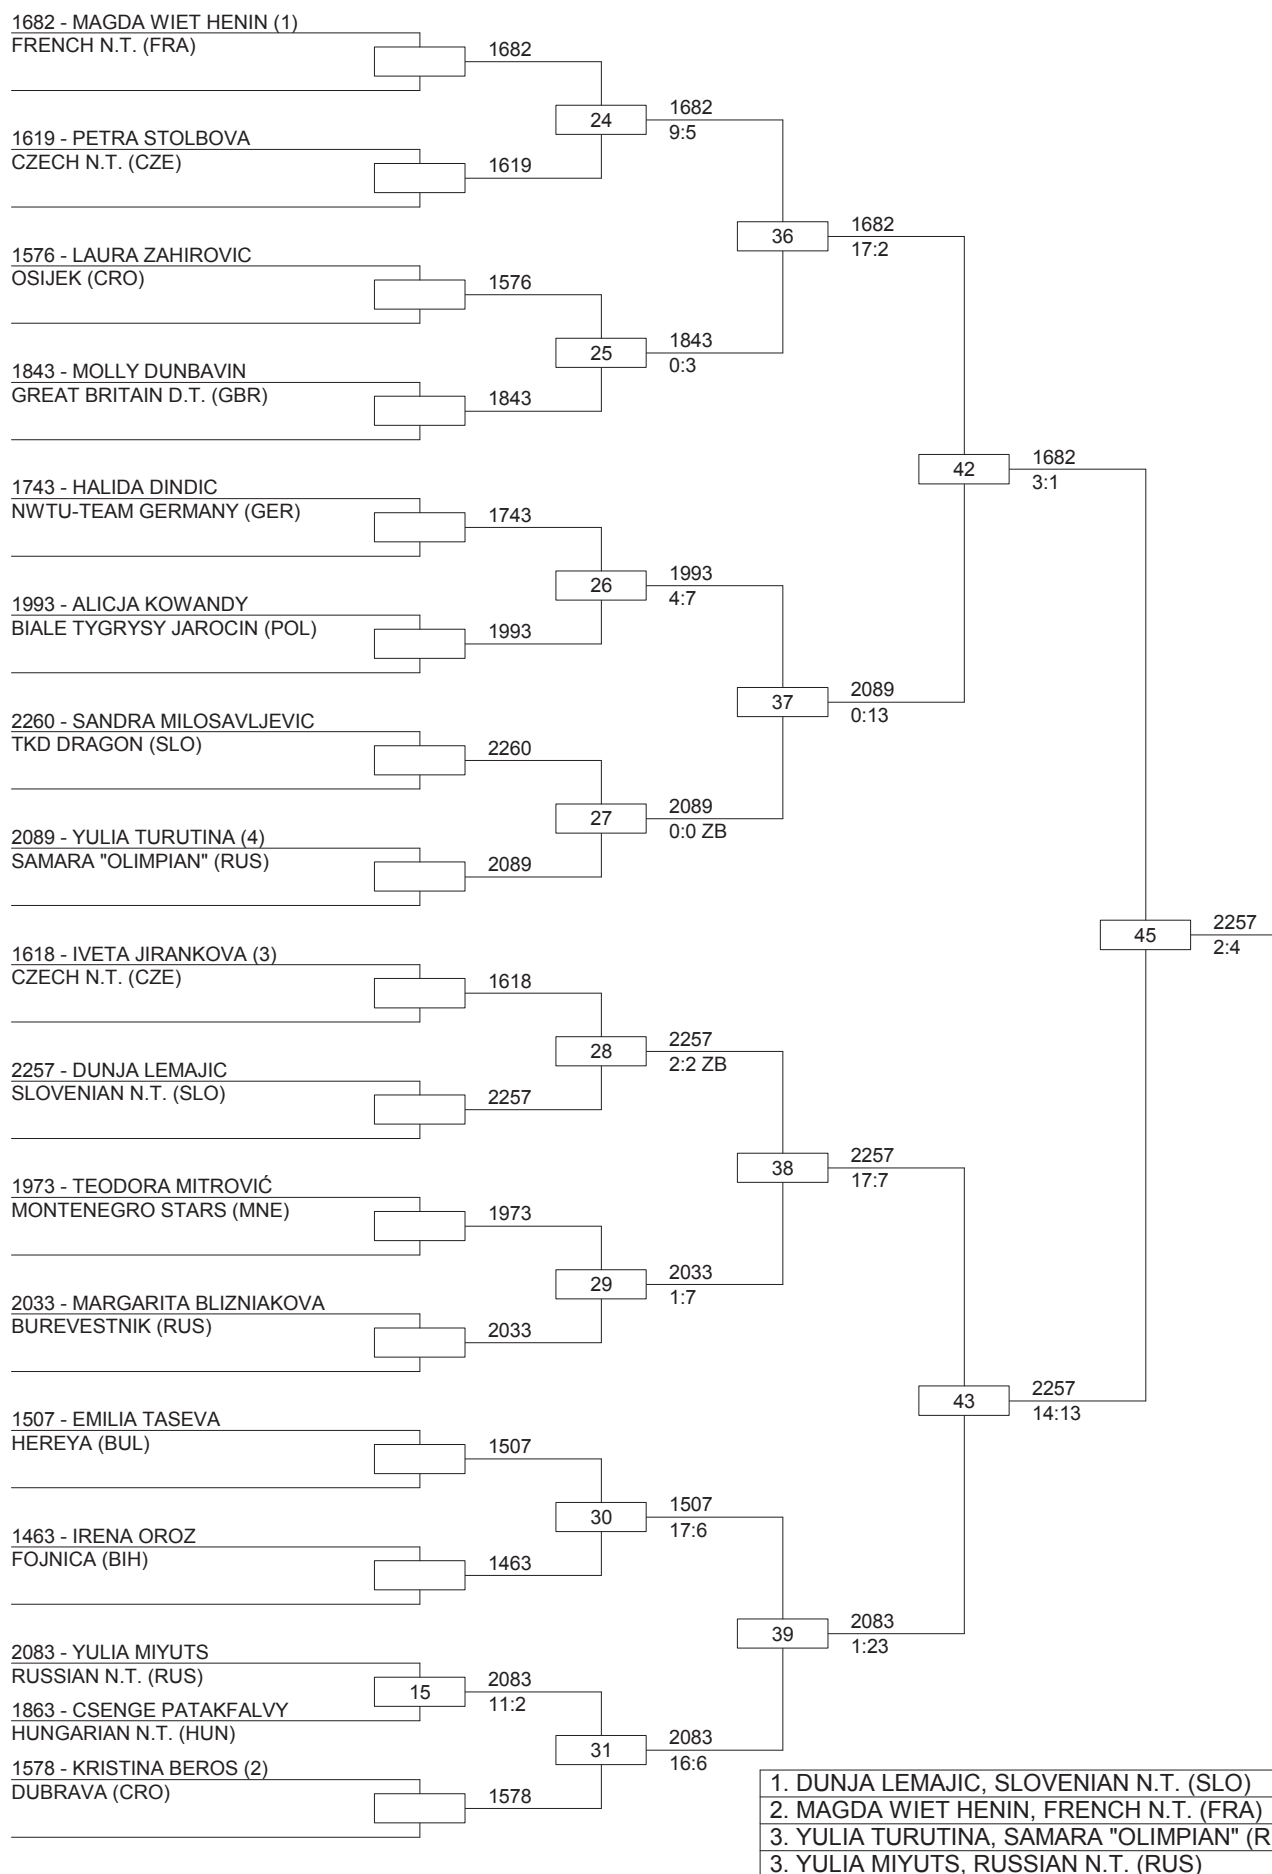 1682 - MAGDA WIET HENIN (1)
FRENCH N.T. (FRA)
1682
24
1682
9:5
1619 - PETRA STOLBOVA
CZECH N.T. (CZE)
1619
36
1682
17:2
1576 - LAURA ZAHIROVIC
OSIJEK (CRO)
1576
25
1843
0:3
1843 - MOLLY DUNBAVIN
GREAT BRITAIN D.T. (GBR)
1843
42
1682
3:1
1743 - HALIDA DINDIC
NWTU-TEAM GERMANY (GER)
1743
26
1993
4:7
1993 - ALICJA KOWANDY
BIALE TYGRYSY JAROCIN (POL)
1993
37
2089
0:13
2260 - SANDRA MILOSAVLJEVIC
TKD DRAGON (SLO)
2260
27
2089
0:0 ZB
2089 - YULIA TURUTINA (4)
SAMARA "OLIMPIAN" (RUS)
2089
45
2257
2:4
1618 - IVETA JIRANKOVA (3)
CZECH N.T. (CZE)
1618
28
2257
2:2 ZB
2257 - DUNJA LEMAJIC
SLOVENIAN N.T. (SLO)
2257
38
2257
17:7
1973 - TEODORA MITROVIĆ
MONTENEGRO STARS (MNE)
1973
29
2033
1:7
2033 - MARGARITA BLIZNIAKOVA
BUREVESTNIK (RUS)
2033
43
2257
14:13
1507 - EMILIA TASEVA
HEREYA (BUL)
1507
30
1507
17:6
1463 - IRENA OROZ
FOJNICA (BIH)
1463
39
2083
1:23
2083 - YULIA MIYUTS
RUSSIAN N.T. (RUS)
15
2083
11:2
1863 - CSENGE PATAKFALVY
HUNGARIAN N.T. (HUN)
31
2083
16:6
1578 - KRISTINA BEROS (2)
DUBRAVA (CRO)
1578
1. DUNJA LEMAJIC, SLOVENIAN N.T. (SLO)
2. MAGDA WIET HENIN, FRENCH N.T. (FRA)
3. YULIA TURUTINA, SAMARA "OLIMPIAN" (R
3. YULIA MIYUTS, RUSSIAN N.T. (RUS)